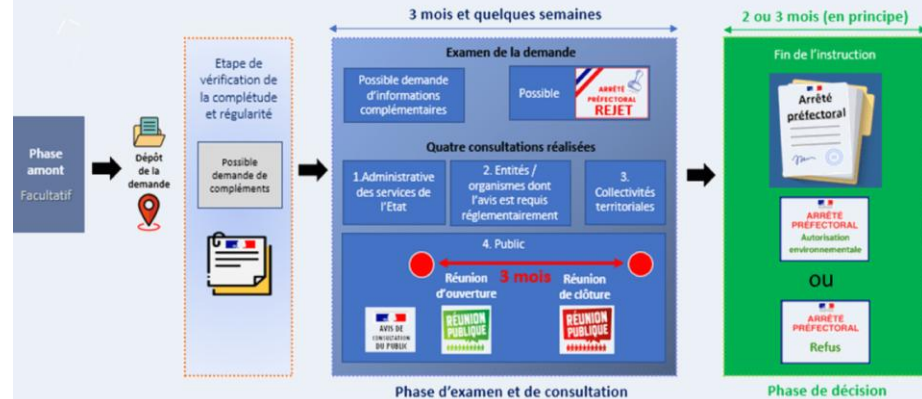 3 mois et quelques semaines
2 ou 3 mois (en principe)
Phase
amont
Facultatif
Dépôt
de la
demande
Etape de
vérification de
la complétude
et régularité
Possible
demande de
compléments
Examen de la demande
Possible demande
d'informations
complémentaires
Possible
ARRÊTÉ
PRÉFECTORAL
REJET
Quatre consultations réalisées
1.Administrative
des services de
l'Etat
2. Entités /
organismes dont
l'avis est requis
réglementairement
3.
Collectivités
territoriales
4. Public
3 mois
Réunion
d'ouverture
Réunion
de clôture
AVIS DE
CONSULTATION
DU PUBLIC
RÉUNION
PUBLIQUE
RÉUNION
PUBLIQUE
Phase d'examen et de consultation
Fin de l'instruction
Arrêté
préfectoral
ARRÊTÉ
PRÉFECTORAL
Autorisation
environnementale
ou
ARRÊTÉ
PRÉFECTORAL
Refus
Phase de décision